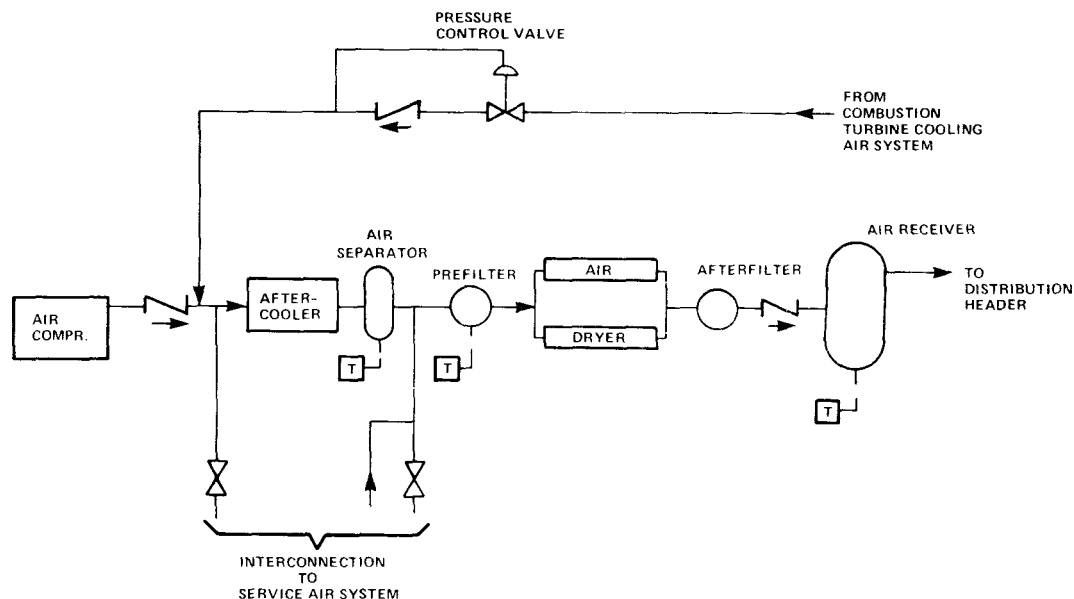 PRESSURE
CONTROL VALVE
FROM
COMBUSTION
TURBINE COOLING
AIR SYSTEM
AIR
SEPARATOR
PREFILTER
AIR
DRYER
AFTERFILTER
AIR RECEIVER
TO
DISTRIBUTION
HEADER
AIR
COMPR.
AFTER-
COOLER
T
T
T
INTERCONNECTION
TO
SERVICE AIR SYSTEM